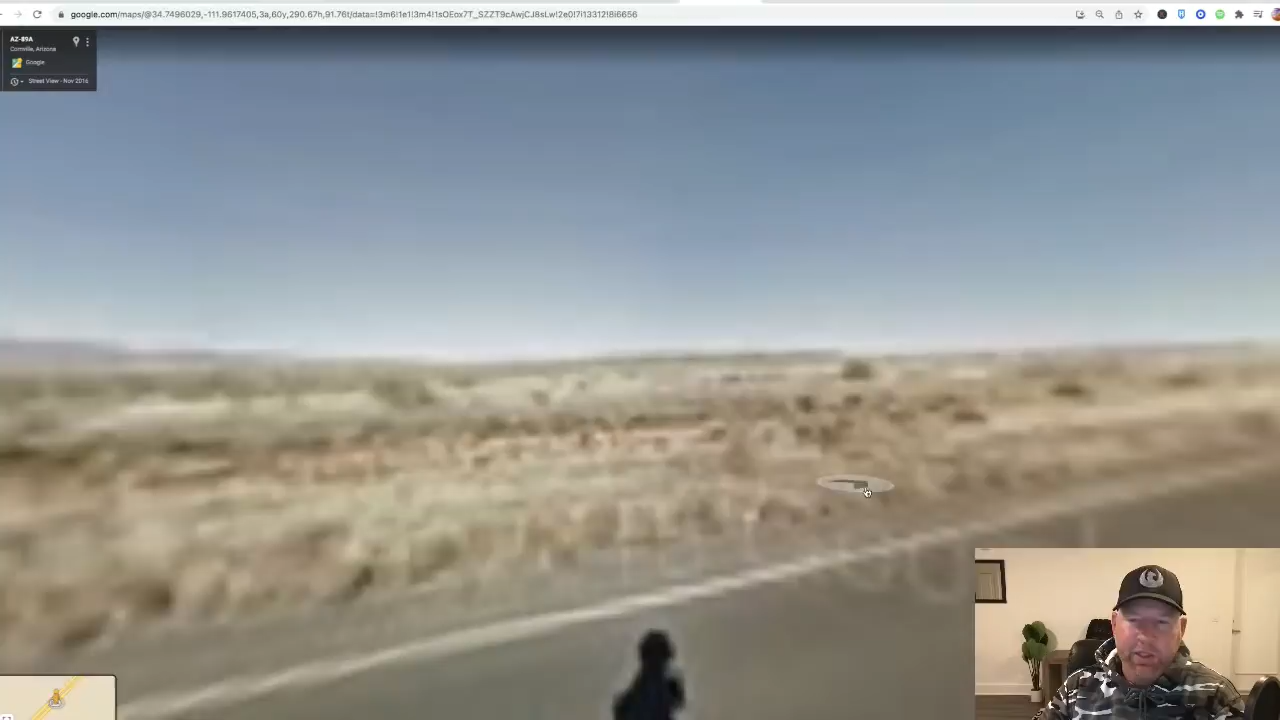 google.com/maps/@34.7496029,-111.9617405,3a,60y,290.67h,91.76t/data=!3m6!1e1!3m4!1sOEox7T_SZZT9cAwjCJ8sLw!2e0!7i13312!8i6656
AZ-89A
Cornville, Arizona
Google
Street View - Nov 2016